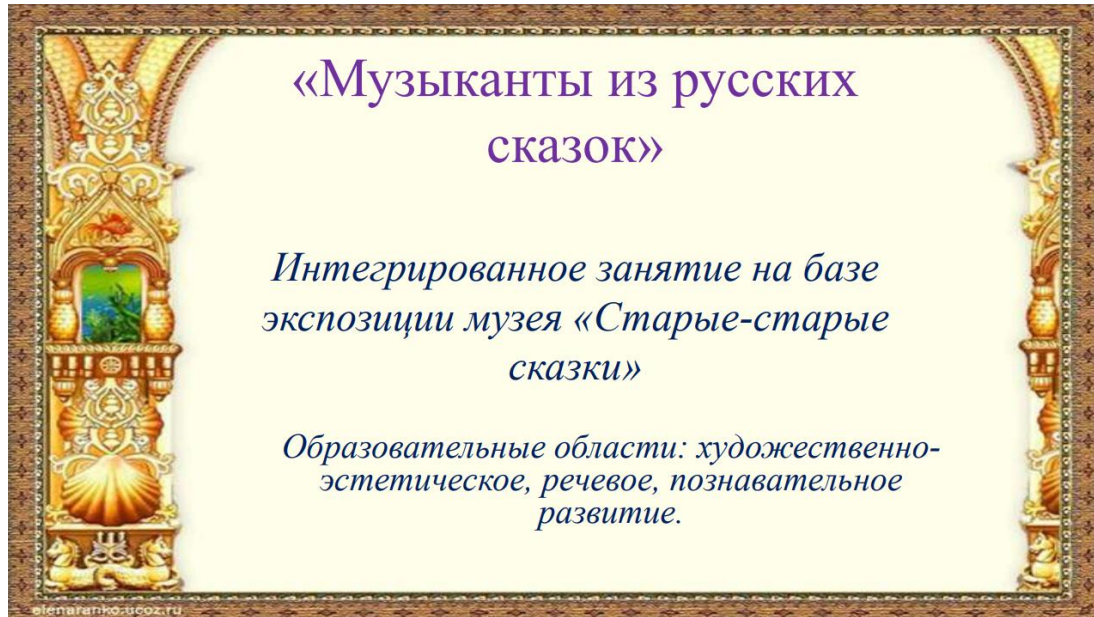 «Музыканты из русских
сказок»
Интегрированное занятие на базе
экспозиции музея «Старые-старые
сказки»
Образовательные области: художественно-
эстетическое, речевое, познавательное
развитие.
elenaranko.ucoz.ru